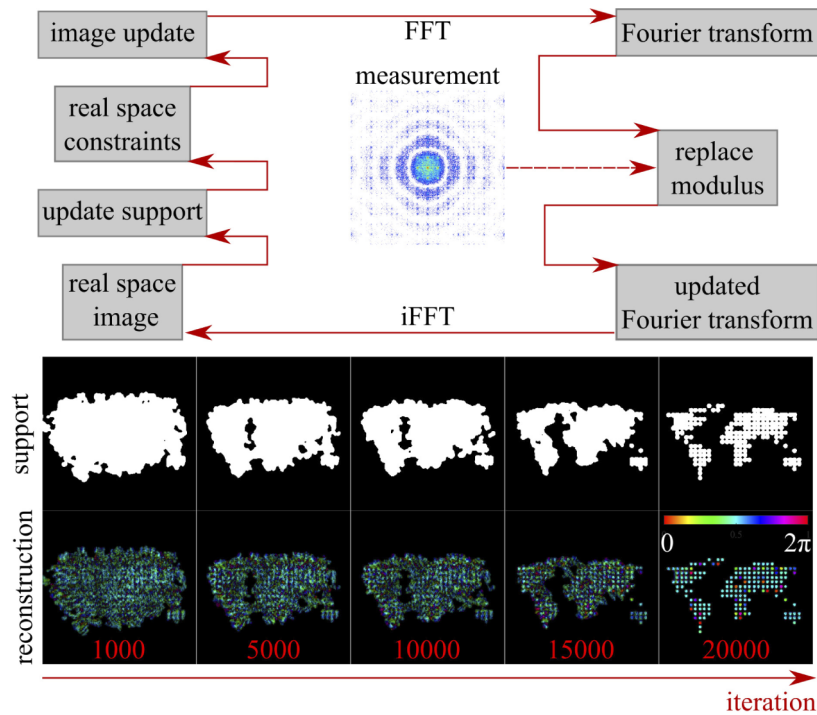 image update
FFT
Fourier transform
measurement
real space
constraints
replace
modulus
update support
real space
image
iFFT
updated
Fourier transform
support
reconstruction
0
0.5
2π
1000
5000
10000
15000
20000
iteration